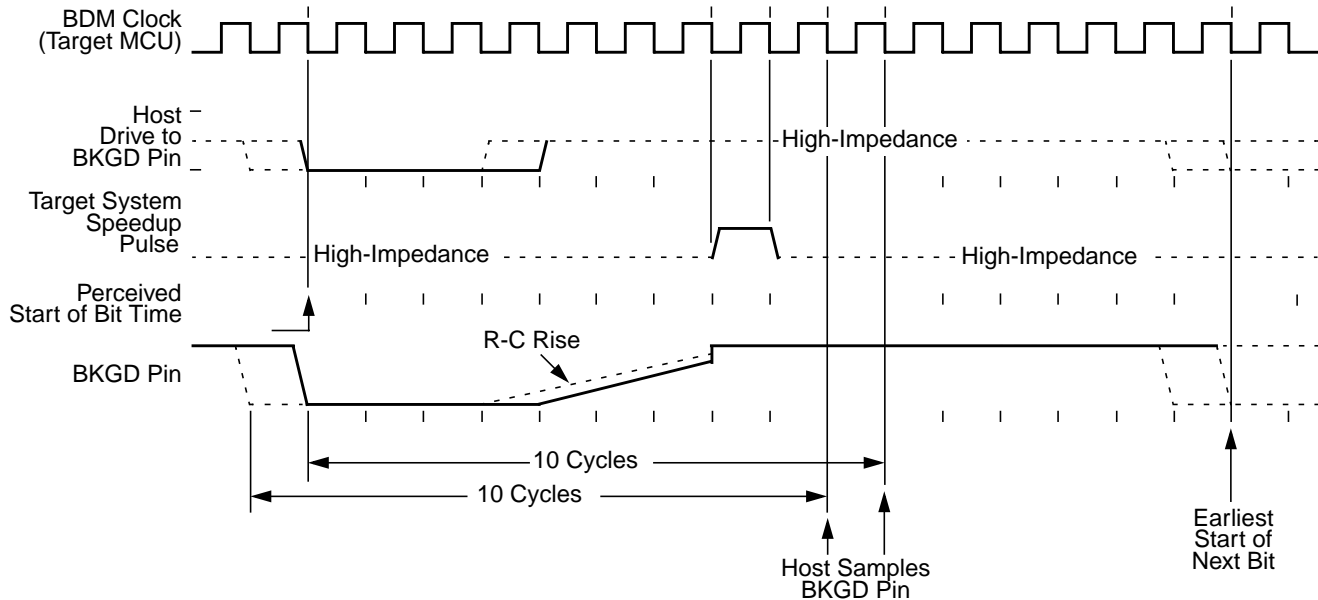 BDM Clock
(Target MCU)
Host
Drive to
BKGD Pin
High-Impedance
Target System
Speedup
Pulse
High-Impedance
High-Impedance
Perceived
Start of Bit Time
R-C Rise
BKGD Pin
10 Cycles
10 Cycles
Host Samples
BKGD Pin
Earliest
Start of
Next Bit